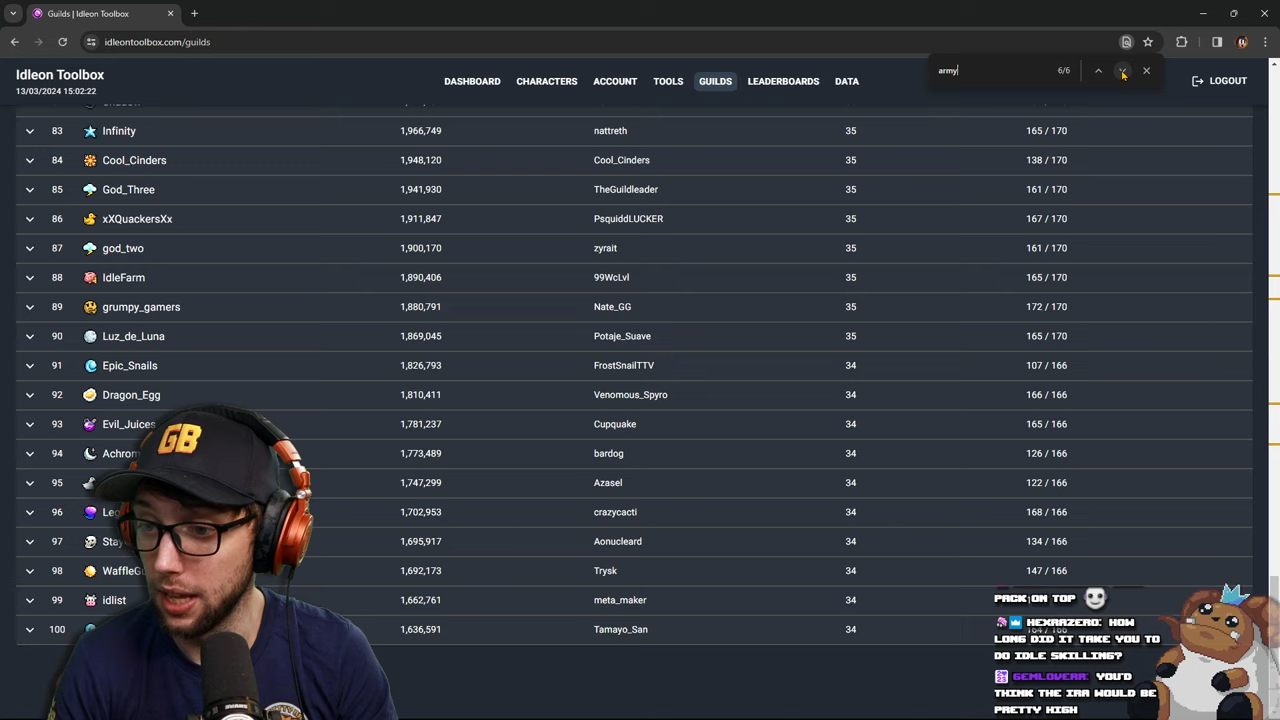 Guilds | Idleon Toolbox
idleontoolbox.com/guilds
army 6/6
Idleon Toolbox
13/03/2024 15:02:22
DASHBOARD CHARACTERS ACCOUNT TOOLS GUILDS LEADERBOARDS DATA
LOGOUT
83 Infinity 1,966,749 nattreth 35 165 / 170
84 Cool_Cinders 1,948,120 Cool_Cinders 35 138 / 170
85 God_Three 1,941,930 TheGuildleader 35 161 / 170
86 xXQuackersXx 1,911,847 PsquiddLUCKER 35 167 / 170
87 god_two 1,900,170 zyrait 35 161 / 170
88 IdleFarm 1,890,406 99WcLvl 35 165 / 170
89 grumpy_gamers 1,880,791 Nate_GG 35 172 / 170
90 Luz_de_Luna 1,869,045 Potaje_Suave 35 165 / 170
91 Epic_Snails 1,826,793 FrostSnailTTV 34 107 / 166
92 Dragon_Egg 1,810,411 Venomous_Spyro 34 166 / 166
93 Evil_Juices 1,781,237 Cupquake 34 165 / 166
94 Achrom 1,773,489 bardog 34 126 / 166
95 1,747,299 Azasel 34 122 / 166
96 Leg 1,702,953 crazycacti 34 168 / 166
97 Stay 1,695,917 Aonucleard 34 134 / 166
98 WaffleG 1,692,173 Trysk 34 147 / 166
99 idlist 1,662,761 meta_maker 34
100 1,636,591 Tamayo_San 34 164 / 166
GB
PACK ON TOP
HEXRAZERO: HOW
LONG DID IT TAKE YOU TO
DO IDLE SKILLING?
GEMLOVERR: YOU'D
THINK THE IRA WOULD BE
PRETTY HIGH